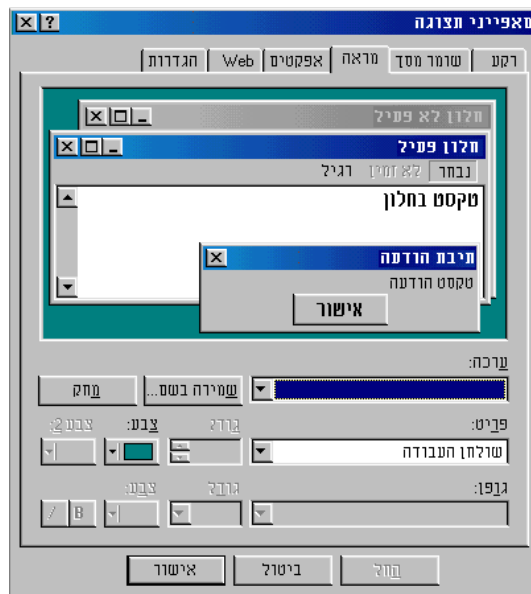 מאפייני תצוגה
רקע שומר מסך מראה אפקטים Web הגדרות
חלון לא פעיל
חלון פעיל
נבחר לא זמין רגיל
טקסט בחלון
תיבת הודעה
טקסט הודעה
אישור
ערכה:
שמירה בשם... מחק
פריט: גודל צבע: צבע 2:
שולחן העבודה
גופן: גודל צבע:
B /
החל ביטול אישור